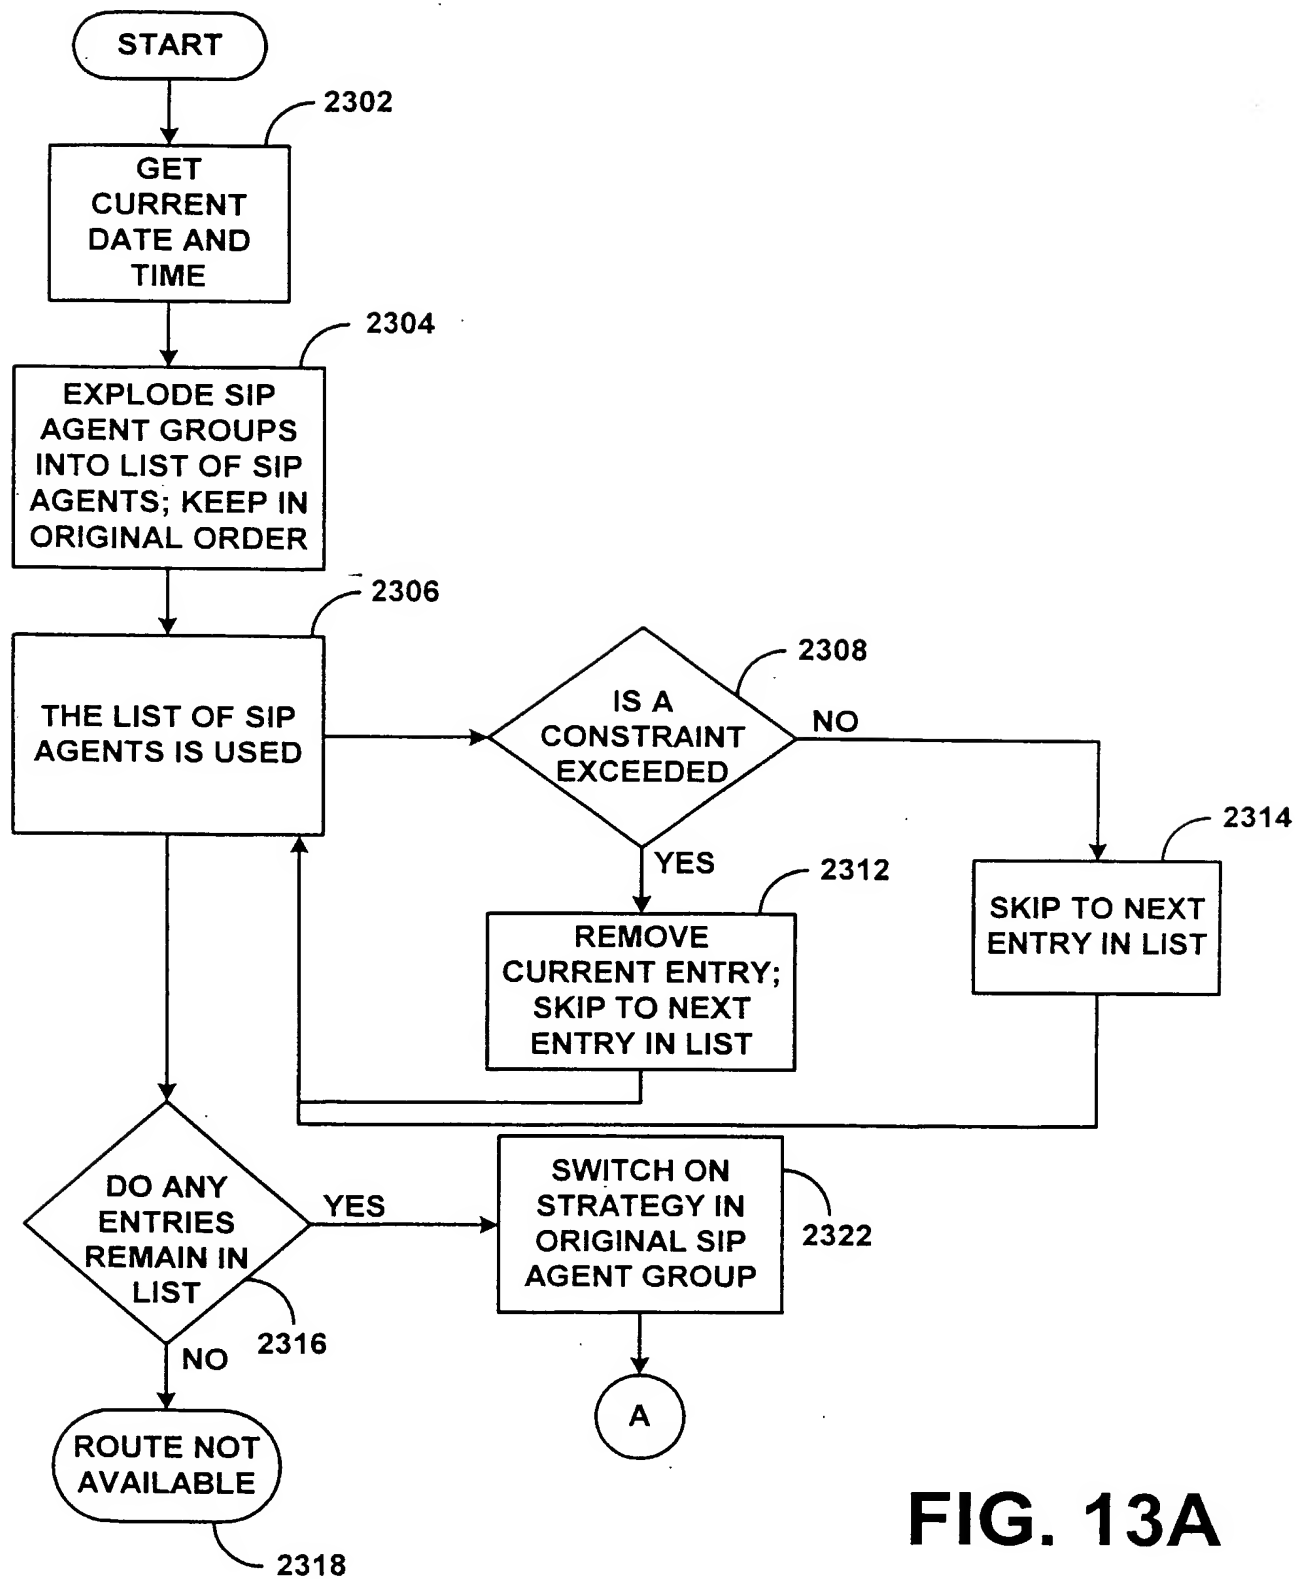 START
2302
GET
CURRENT
DATE AND
TIME
2304
EXPLODE SIP
AGENT GROUPS
INTO LIST OF SIP
AGENTS; KEEP IN
ORIGINAL ORDER
2306
THE LIST OF SIP
AGENTS IS USED
2308
IS A
CONSTRAINT
EXCEEDED
NO
YES
2312
REMOVE
CURRENT ENTRY;
SKIP TO NEXT
ENTRY IN LIST
2314
SKIP TO NEXT
ENTRY IN LIST
DO ANY
ENTRIES
REMAIN IN
LIST
2316
YES
NO
SWITCH ON
STRATEGY IN
ORIGINAL SIP
AGENT GROUP
2322
A
ROUTE NOT
AVAILABLE
2318
FIG. 13A